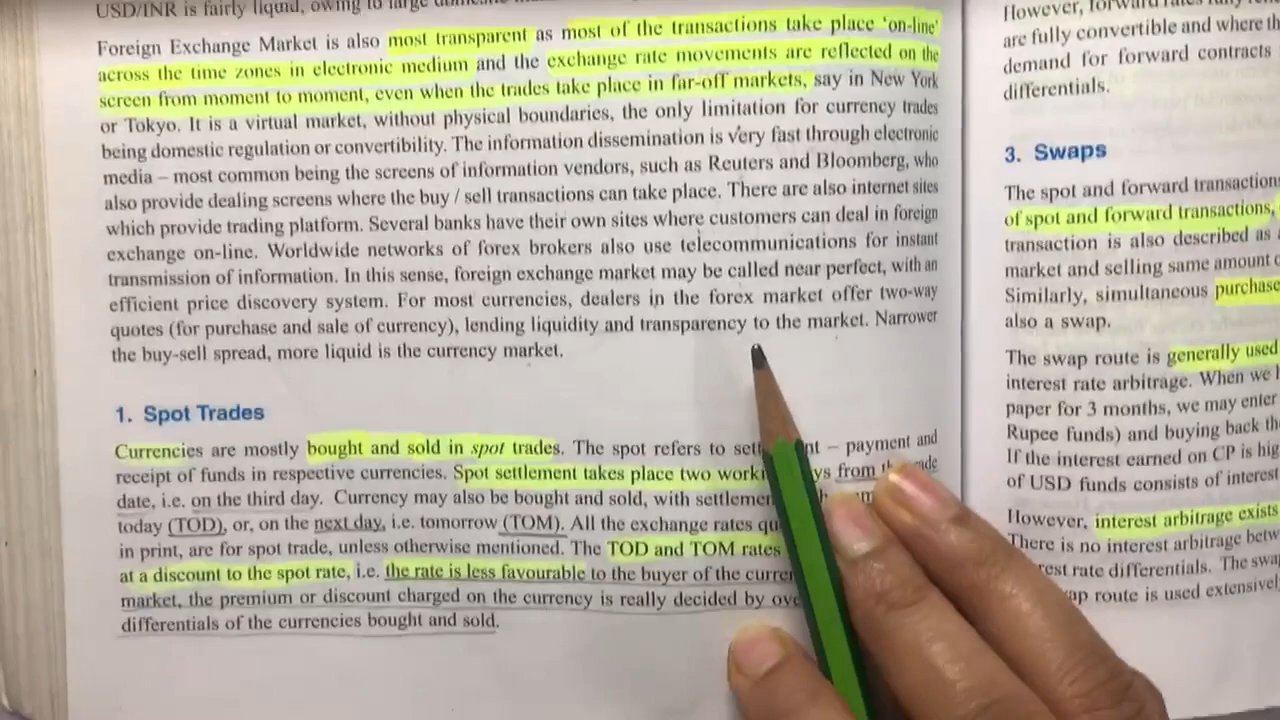 USD/INR is fairly liquid, owing to large
Foreign Exchange Market is also most transparent as most of the transactions take place ‘on-line’
across the time zones in electronic medium and the exchange rate movements are reflected on the
screen from moment to moment, even when the trades take place in far-off markets, say in New York
or Tokyo. It is a virtual market, without physical boundaries, the only limitation for currency trades
being domestic regulation or convertibility. The information dissemination is very fast through electronic
media – most common being the screens of information vendors, such as Reuters and Bloomberg, who
also provide dealing screens where the buy / sell transactions can take place. There are also internet sites
which provide trading platform. Several banks have their own sites where customers can deal in foreign
exchange on-line. Worldwide networks of forex brokers also use telecommunications for instant
transmission of information. In this sense, foreign exchange market may be called near perfect, with an
efficient price discovery system. For most currencies, dealers in the forex market offer two-way
quotes (for purchase and sale of currency), lending liquidity and transparency to the market. Narrower
the buy-sell spread, more liquid is the currency market.
1. Spot Trades
Currencies are mostly bought and sold in spot trades. The spot refers to – payment and
receipt of funds in respective currencies. Spot settlement takes place two from
date, i.e. on the third day. Currency may also be bought and sold, with
today (TOD), or, on the next day, i.e. tomorrow (TOM). All the exchange rates
in print, are for spot trade, unless otherwise mentioned. The TOD and TOM rates
at a discount to the spot rate, i.e. the rate is less favourable to the buyer of the
market, the premium or discount charged on the currency is really decided by
differentials of the currencies bought and sold.
However, forward rates
are fully convertible and where
demand for forward contracts
differentials.
3. Swaps
The spot and forward transactions
of spot and forward transactions,
transaction is also described as
market and selling same amount
Similarly, simultaneous purchase
also a swap.
The swap route is generally used
interest rate arbitrage. When we
paper for 3 months, we may enter
Rupee funds) and buying back
If the interest earned on CP is
of USD funds consists of interest
However, interest arbitrage exists
There is no interest arbitrage
rate differentials. The
route is used